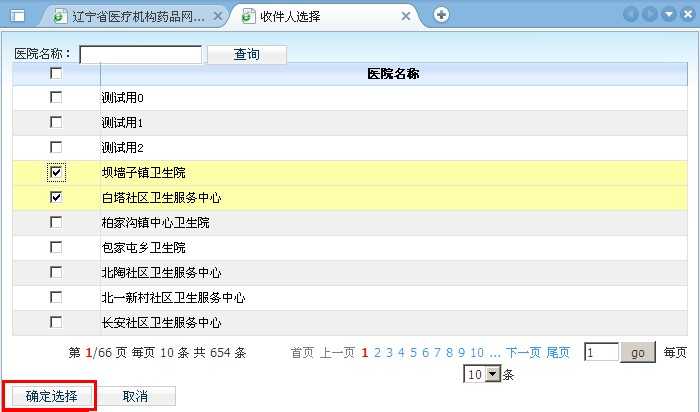 辽宁省医疗机构药品网... 收件人选择
医院名称： 查询
医院名称
测试用0
测试用1
测试用2
坝墙子镇卫生院
白塔社区卫生服务中心
柏家沟镇中心卫生院
包家屯乡卫生院
北陶社区卫生服务中心
北一新村社区卫生服务中心
长安社区卫生服务中心
第 1/66 页 每页 10 条 共 654 条 首页 上一页 1 2 3 4 5 6 7 8 9 10 ... 下一页 尾页 1 go 每页
10 条
确定选择 取消